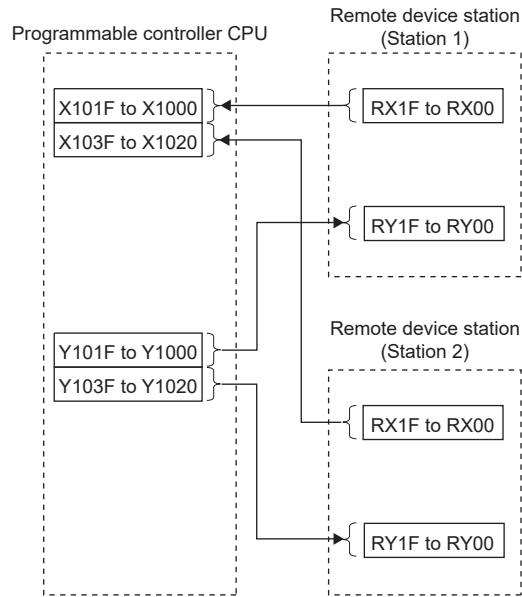 Programmable controller CPU
Remote device station
(Station 1)
X101F to X1000
X103F to X1020
RX1F to RX00
RY1F to RY00
Y101F to Y1000
Y103F to Y1020
Remote device station
(Station 2)
RX1F to RX00
RY1F to RY00